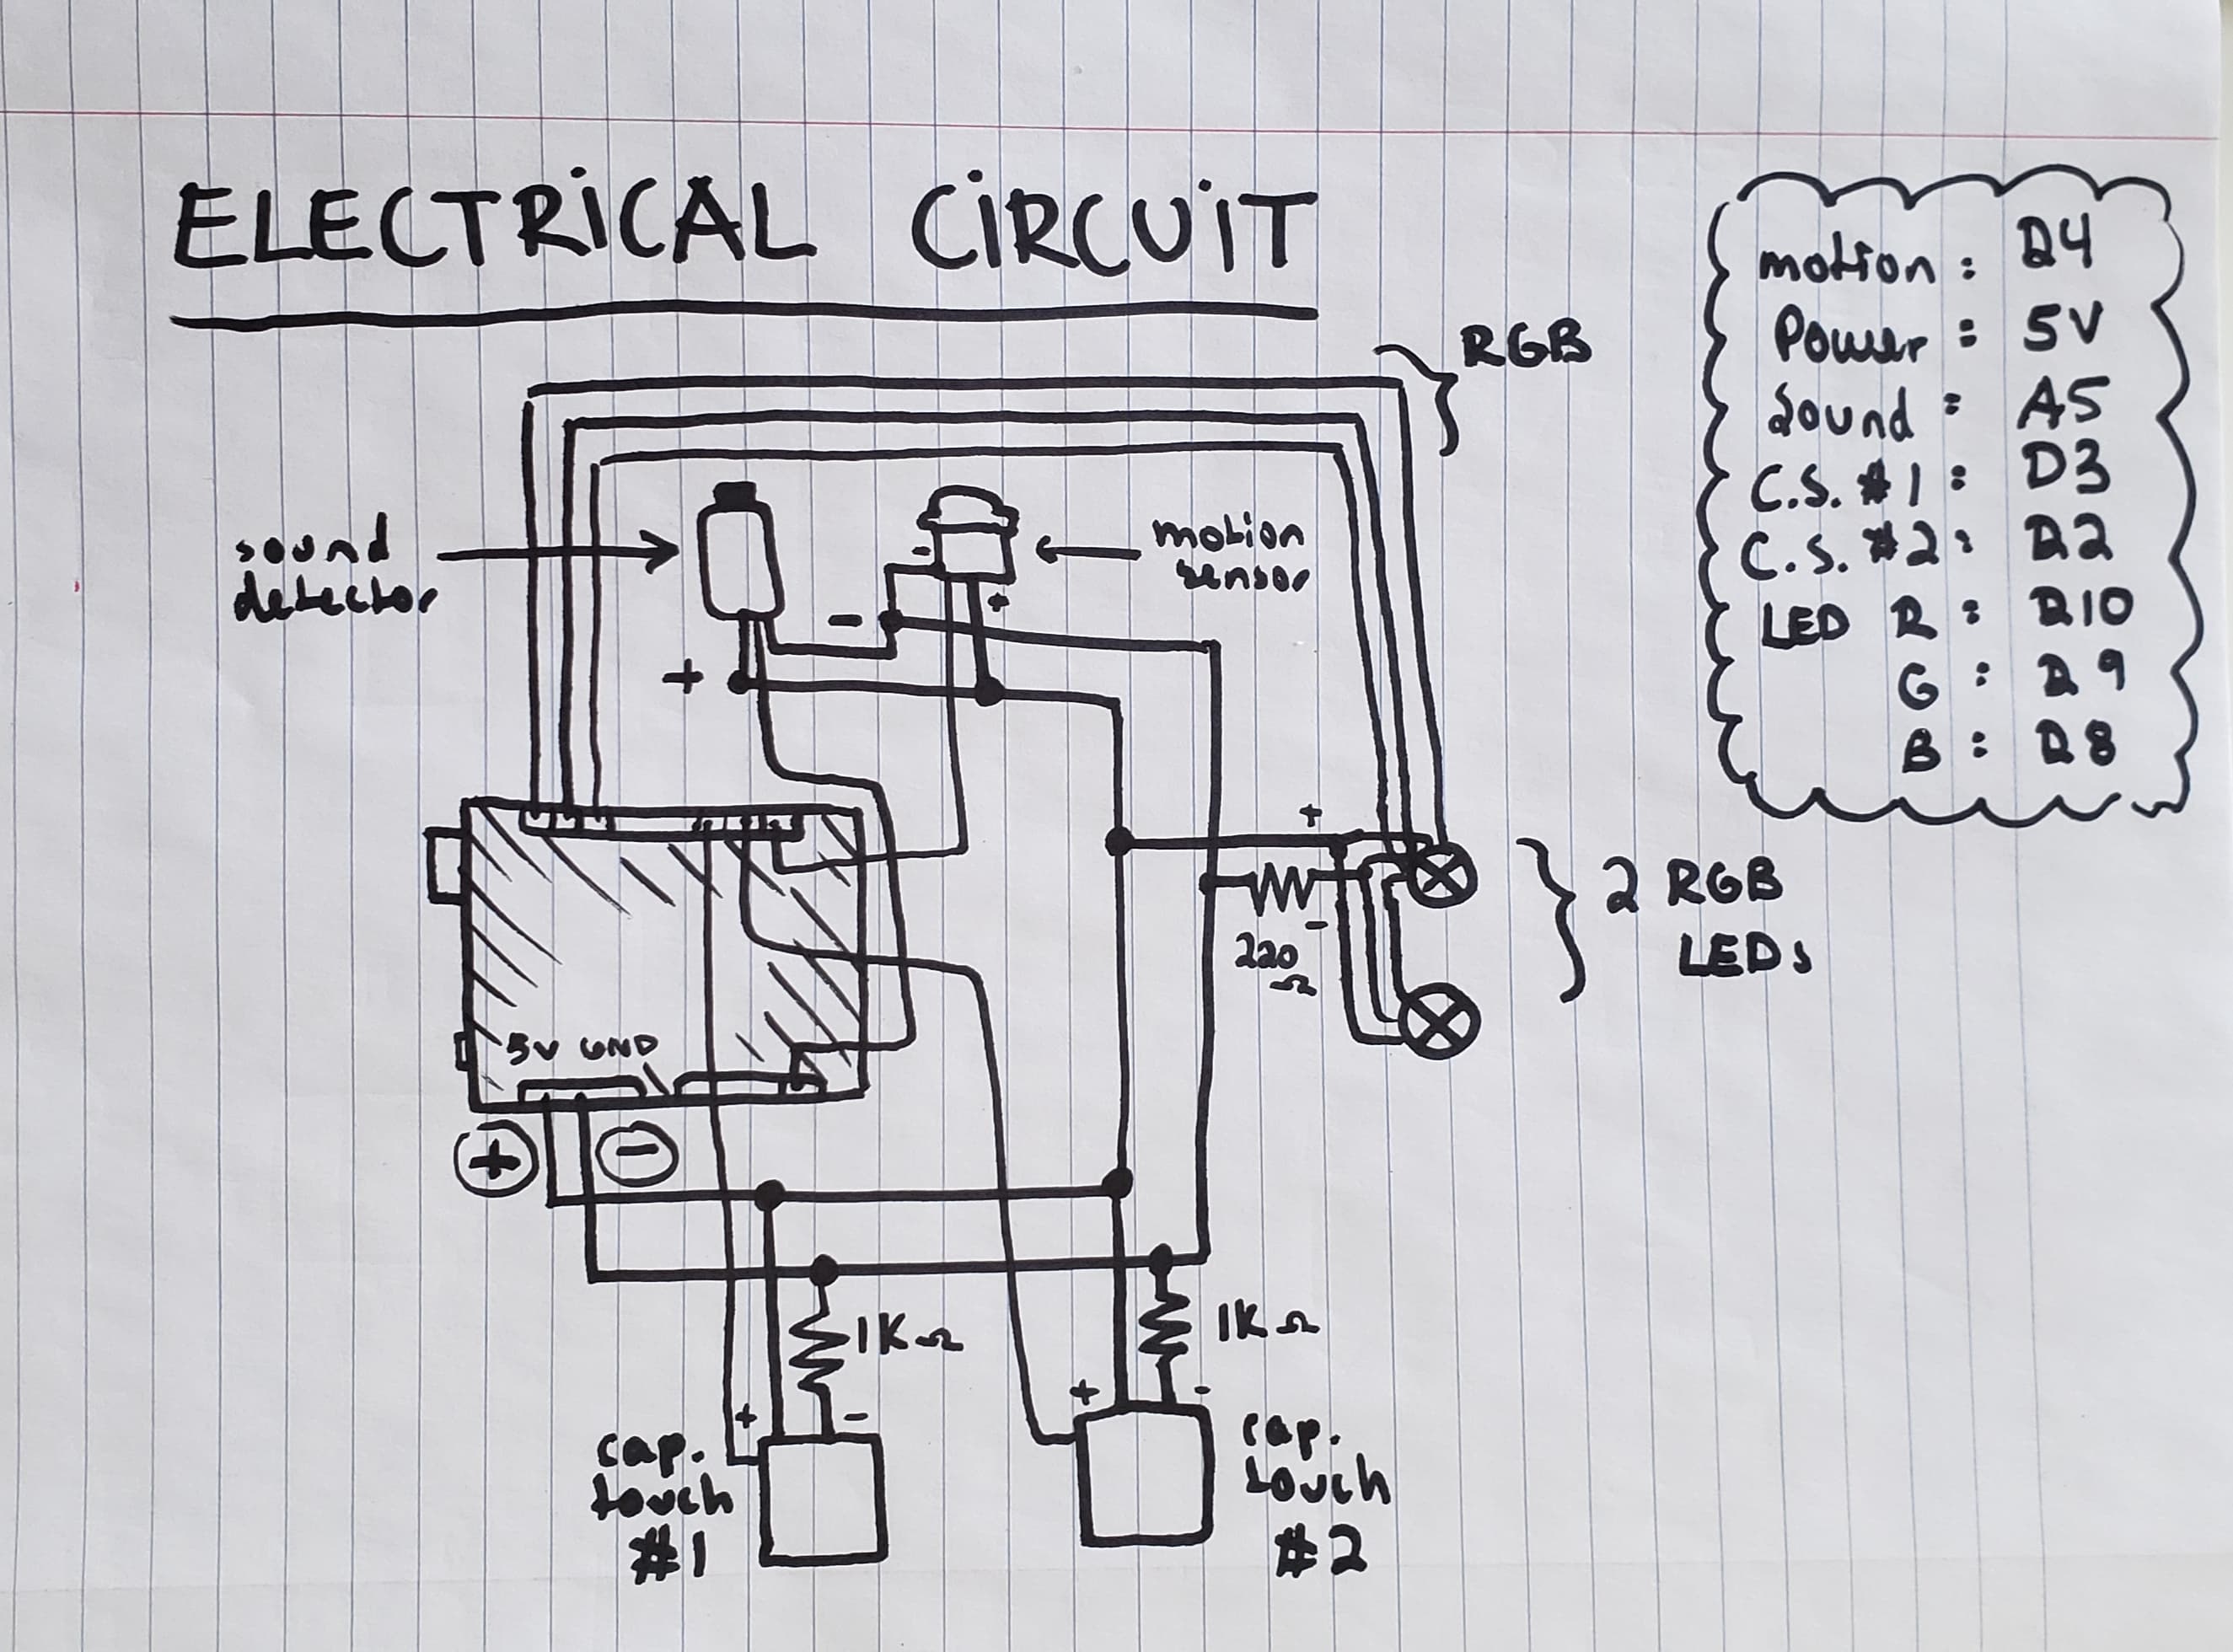 ELECTRICAL CIRCUIT
RGB
motion : D4
Power : 5V
Sound : A5
C.S. #1 : D3
C.S. #2 : D2
LED R : D10
G : D9
B : D8
sound
detector
motion
sensor
-
+
-
+
+
-
220
Ω
2 RGB
LEDs
5V GND
+
-
1KΩ
1KΩ
+
-
+
-
cap.
touch
#1
cap.
touch
#2